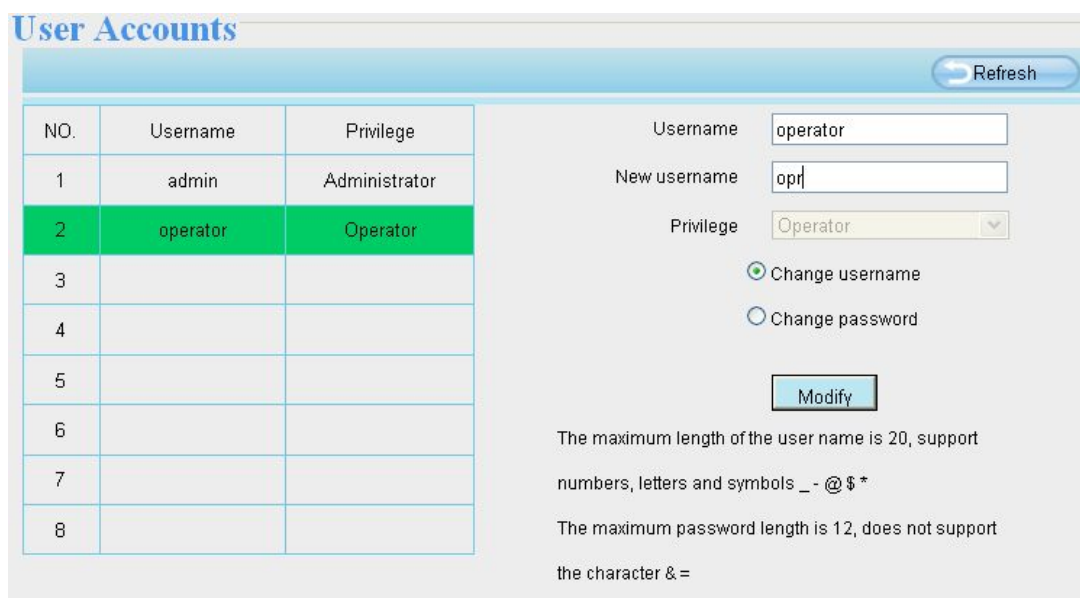 User Accounts
Refresh
NO. Username Privilege
1 admin Administrator
2 operator Operator
3
4
5
6
7
8
Username operator
New username opr
Privilege Operator
Change username
Change password
Modify
The maximum length of the user name is 20, support
numbers, letters and symbols _ - @ $ *
The maximum password length is 12, does not support
the character & =